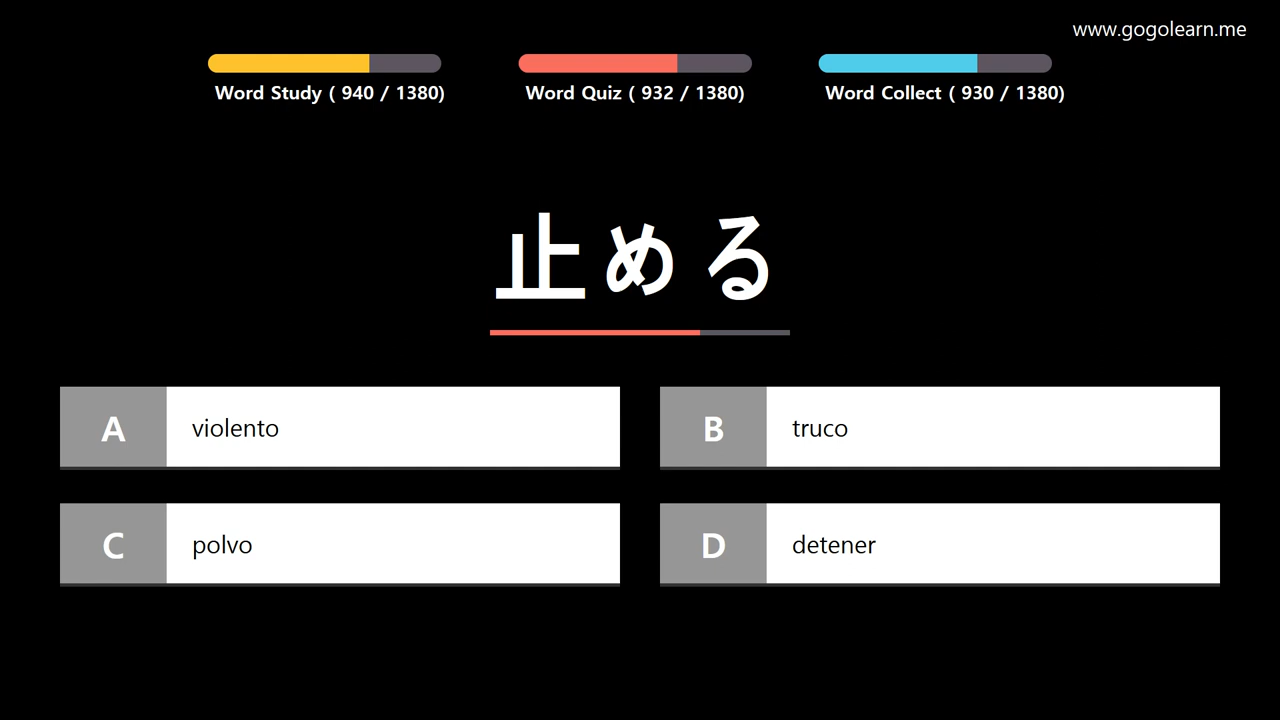 www.gogolearn.me
Word Study ( 940 / 1380)
Word Quiz ( 932 / 1380)
Word Collect ( 930 / 1380)
止める
A violento
B truco
C polvo
D detener